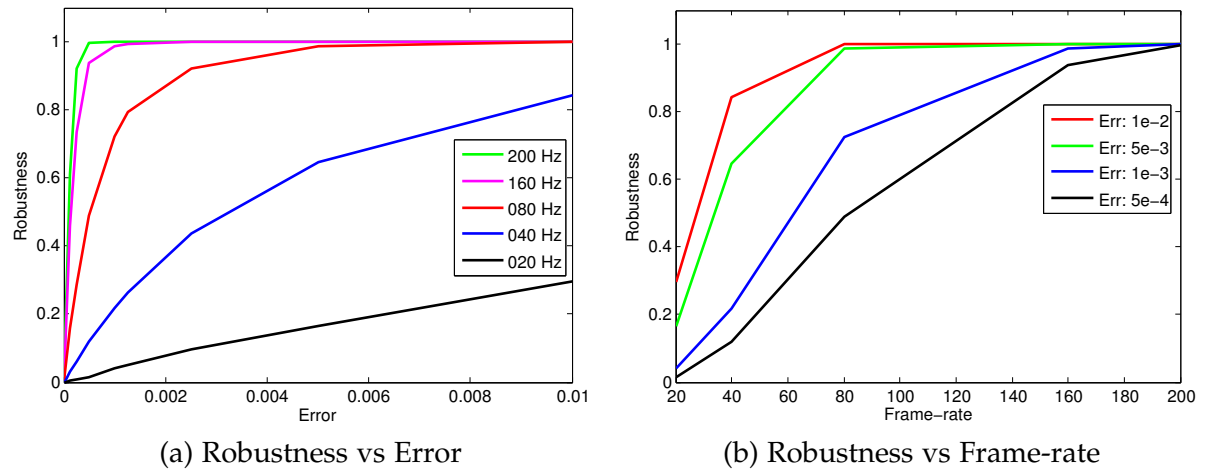 1
0.8
0.6
0.4
0.2
0
Robustness
0
0.002
0.004
0.006
0.008
0.01
Error
200 Hz
160 Hz
080 Hz
040 Hz
020 Hz
(a) Robustness vs Error
1
0.8
0.6
0.4
0.2
0
Robustness
20
40
60
80
100
120
140
160
180
200
Frame-rate
Err: 1e-2
Err: 5e-3
Err: 1e-3
Err: 5e-4
(b) Robustness vs Frame-rate